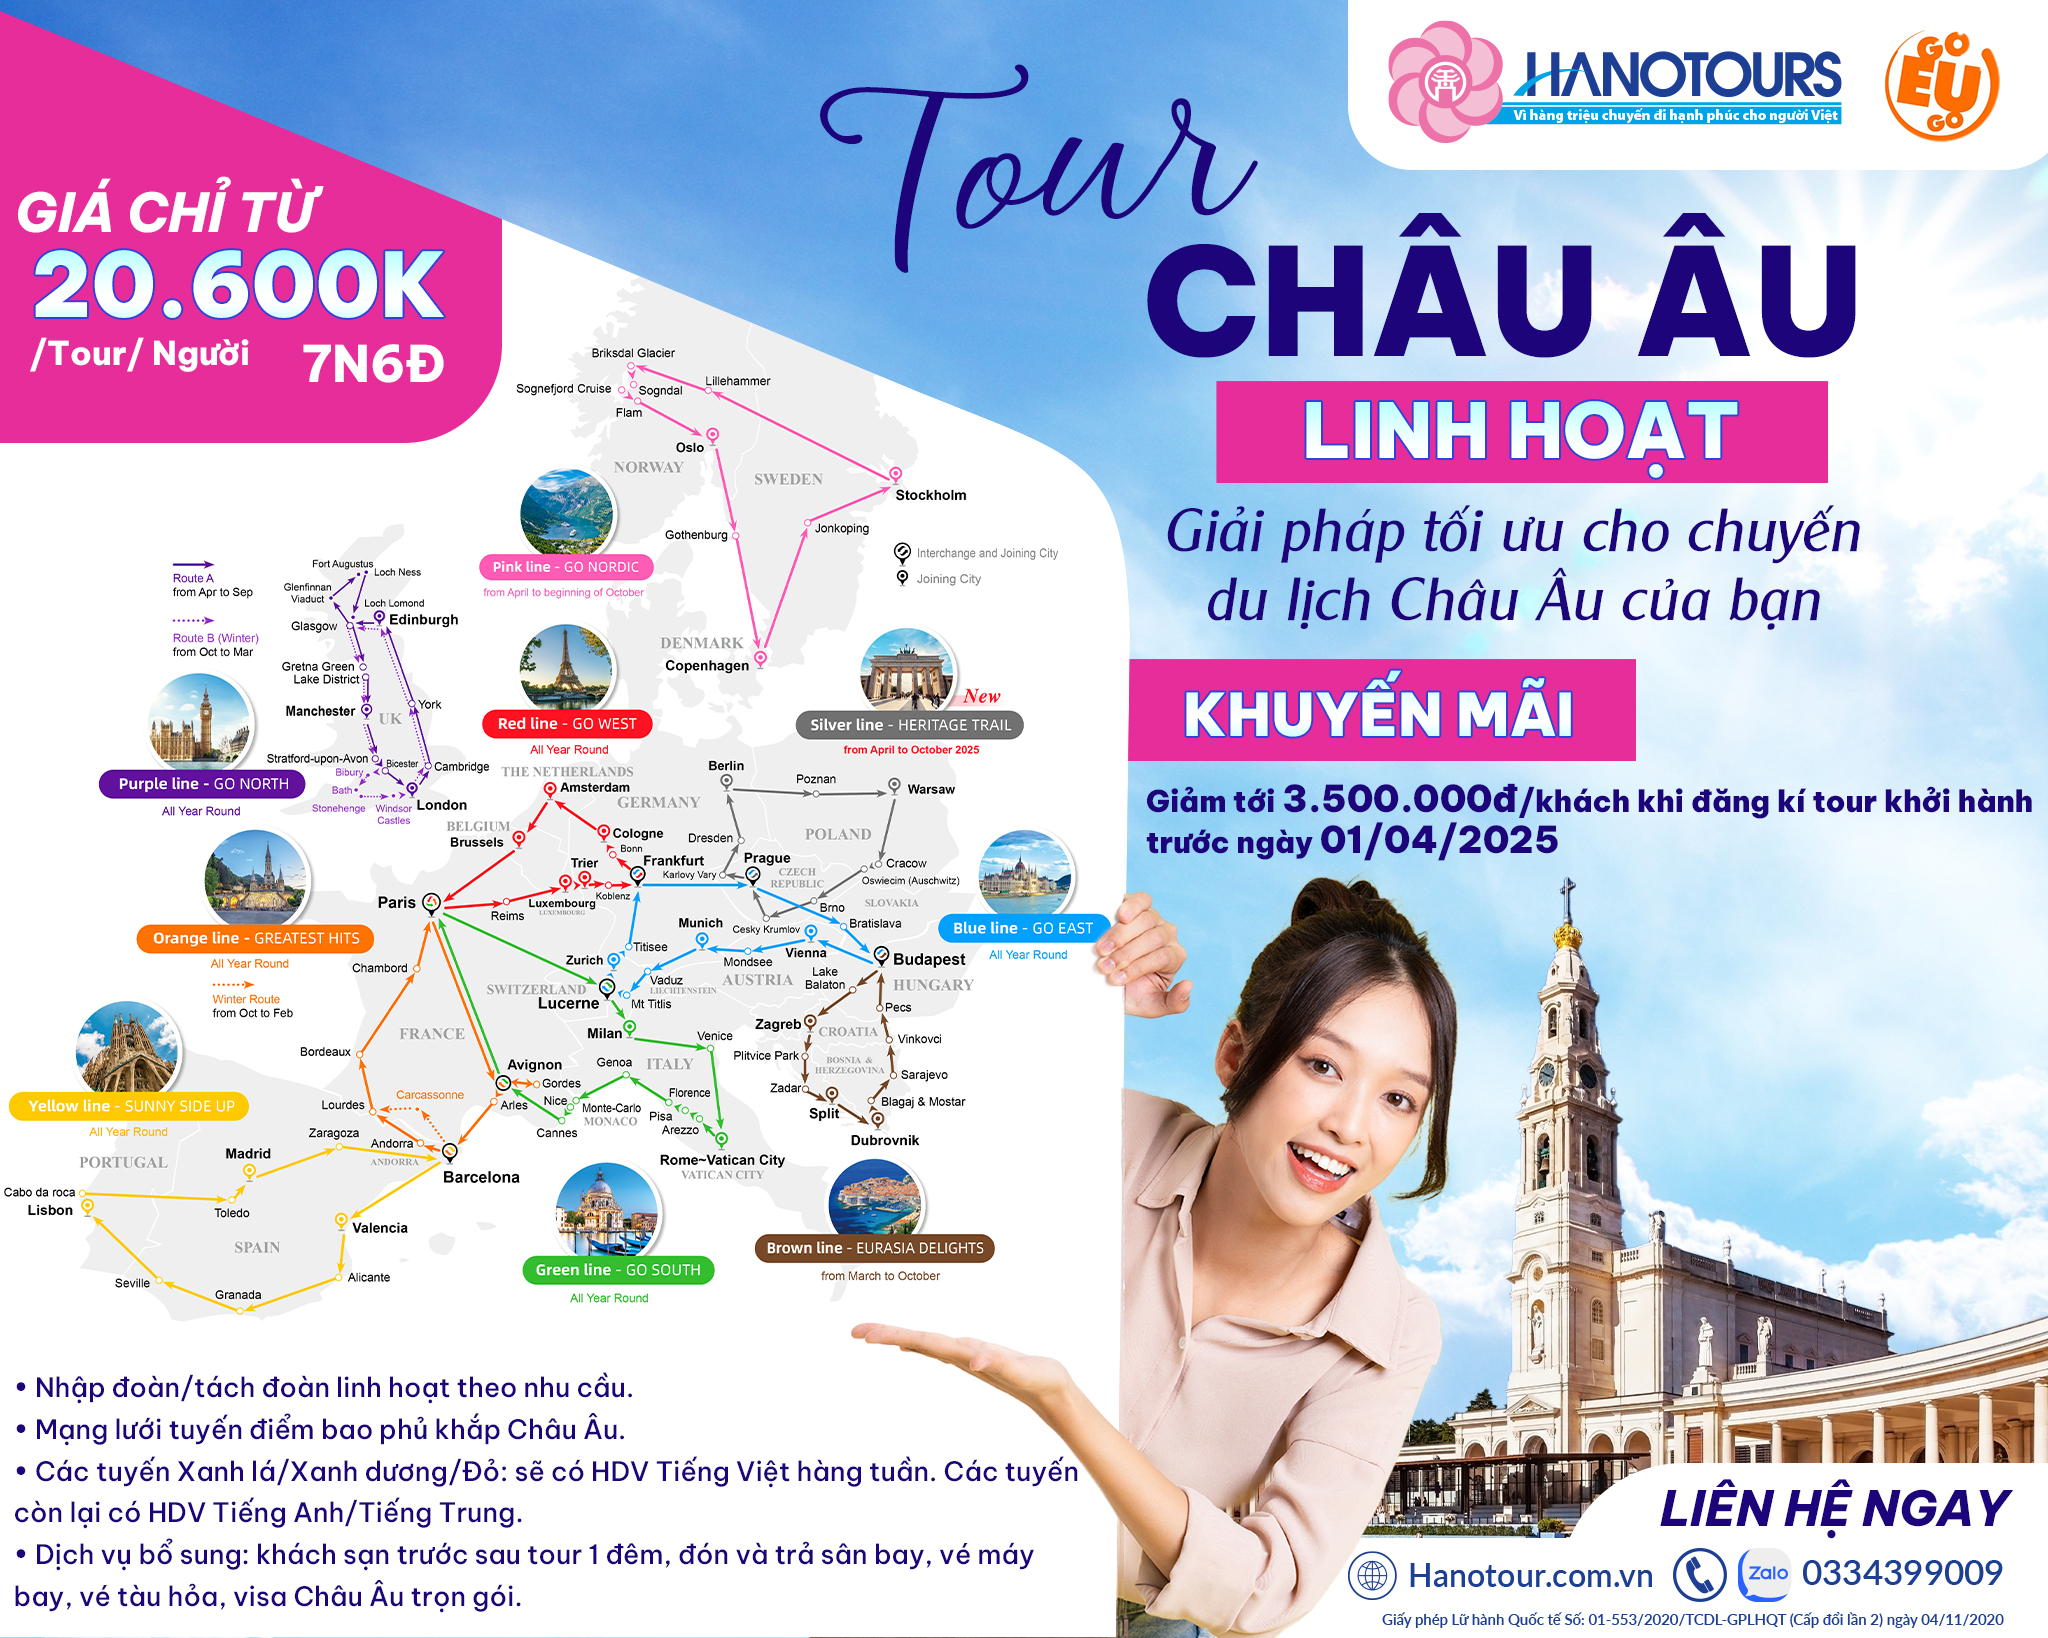 HANOTOURS
Vì hàng triệu chuyến đi hạnh phúc cho người Việt
GO
EU
GO
Tour
CHÂU ÂU
LINH HOẠT
Giải pháp tối ưu cho chuyến
du lịch Châu Âu của bạn
KHUYẾN MÃI
Giảm tới 3.500.000đ/khách khi đăng kí tour khởi hành
trước ngày 01/04/2025
GIÁ CHỈ TỪ
20.600K
/Tour/ Người
7N6Đ
Briksdal Glacier
Sognefjord Cruise
Sogndal
Lillehammer
Flam
Oslo
NORWAY
SWEDEN
Stockholm
Gothenburg
Jonkoping
Interchange and Joining City
Joining City
Pink line - GO NORDIC
from April to beginning of October
DENMARK
Copenhagen
Route A
from Apr to Sep
Route B (Winter)
from Oct to Mar
Fort Augustus
Loch Ness
Glenfinnan
Viaduct
Loch Lomond
Glasgow
Edinburgh
Gretna Green
Lake District
Manchester
UK
York
Stratford-upon-Avon
Bicester
Cambridge
Bibury
Bath
Stonehenge
Windsor
Castles
London
Purple line - GO NORTH
All Year Round
Red line - GO WEST
All Year Round
New
Silver line - HERITAGE TRAIL
from April to October 2025
THE NETHERLANDS
Amsterdam
GERMANY
Berlin
Poznan
Warsaw
BELGIUM
Brussels
Cologne
Bonn
Dresden
POLAND
Trier
Frankfurt
Karlovy Vary
Prague
CZECH
REPUBLIC
Cracow
Oswiecim (Auschwitz)
Koblenz
Luxembourg
LUXEMBOURG
Paris
Reims
Brno
SLOVAKIA
Munich
Cesky Krumlov
Bratislava
Blue line - GO EAST
All Year Round
Orange line - GREATEST HITS
All Year Round
Winter Route
from Oct to Feb
Chambord
Titisee
Zurich
Mondsee
Vienna
Budapest
Vaduz
LIECHTENSTEIN
AUSTRIA
Lake
Balaton
HUNGARY
SWITZERLAND
Lucerne
Mt Titlis
Pecs
Milan
Venice
Zagreb
CROATIA
Vinkovci
FRANCE
Bordeaux
Avignon
Gordes
Genoa
ITALY
Plitvice Park
BOSNIA &
HERZEGOVINA
Sarajevo
Zadar
Split
Blagaj & Mostar
Dubrovnik
Carcassonne
Lourdes
Arles
Nice
Monte-Carlo
MONACO
Cannes
Florence
Pisa
Arezzo
Rome~Vatican City
VATICAN CITY
Yellow line - SUNNY SIDE UP
All Year Round
Zaragoza
Andorra
ANDORRA
PORTUGAL
Madrid
Barcelona
Cabo da roca
Lisbon
Toledo
Valencia
SPAIN
Seville
Granada
Alicante
Green line - GO SOUTH
All Year Round
Brown line - EURASIA DELIGHTS
from March to October
• Nhập đoàn/tách đoàn linh hoạt theo nhu cầu.
• Mạng lưới tuyến điểm bao phủ khắp Châu Âu.
• Các tuyến Xanh lá/Xanh dương/Đỏ: sẽ có HDV Tiếng Việt hàng tuần. Các tuyến
còn lại có HDV Tiếng Anh/Tiếng Trung.
• Dịch vụ bổ sung: khách sạn trước sau tour 1 đêm, đón và trả sân bay, vé máy
bay, vé tàu hỏa, visa Châu Âu trọn gói.
LIÊN HỆ NGAY
Hanotour.com.vn
Zalo
0334399009
Giấy phép Lữ hành Quốc tế Số: 01-553/2020/TCDL-GPLHQT (Cấp đổi lần 2) ngày 04/11/2020